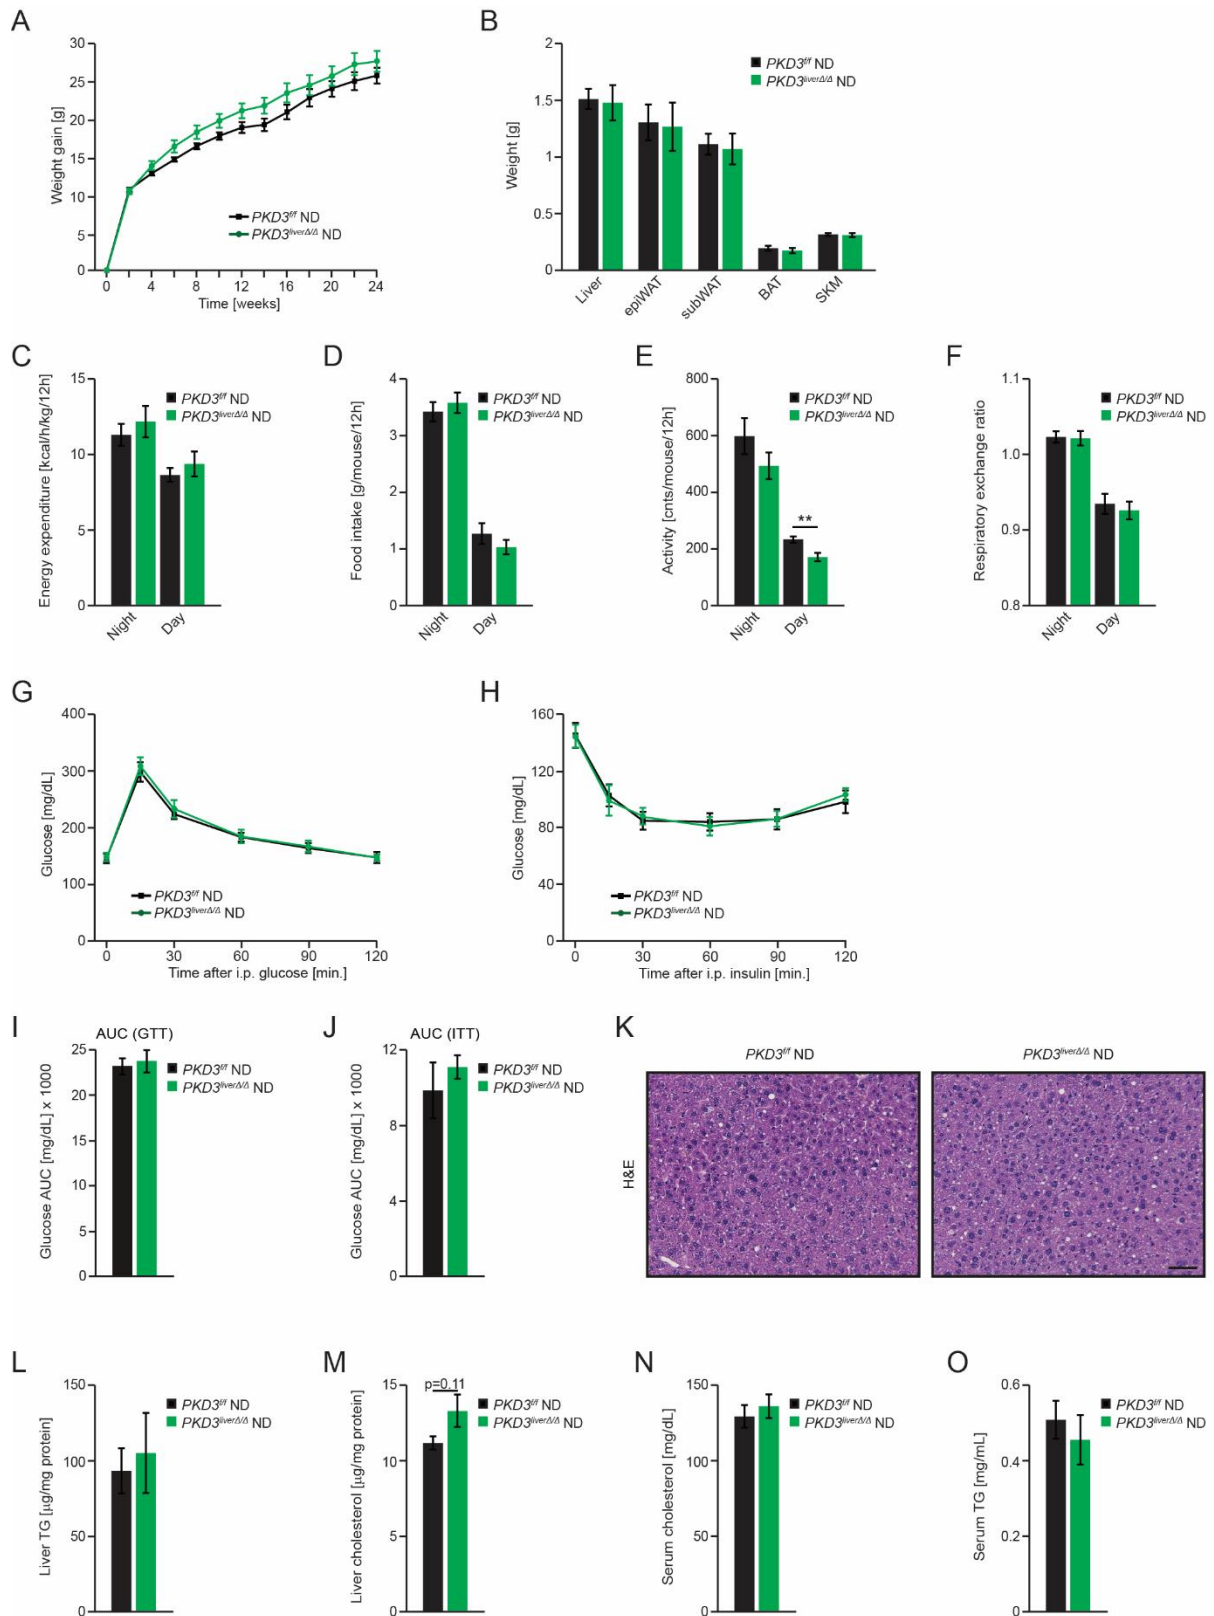 A
Weight gain [g]
30
25
20
15
10
5
0
0
4
8
12
16
20
24
Time [weeks]
PKD3f/f ND
PKD3liverΔ/Δ ND
B
Weight [g]
2
1.5
1
0.5
0
Liver
epiWAT
subWAT
BAT
SKM
PKD3f/f ND
PKD3liverΔ/Δ ND
C
Energy expenditure [kcal/h/kg/12h]
15
10
5
0
Night
Day
PKD3f/f ND
PKD3liverΔ/Δ ND
D
Food intake [g/mouse/12h]
4
3
2
1
0
Night
Day
PKD3f/f ND
PKD3liverΔ/Δ ND
E
Activity [cnts/mouse/12h]
800
600
400
200
0
**
Night
Day
PKD3f/f ND
PKD3liverΔ/Δ ND
F
Respiratory exchange ratio
1.1
1.0
0.9
0.8
Night
Day
PKD3f/f ND
PKD3liverΔ/Δ ND
G
Glucose [mg/dL]
400
300
200
100
0
0
30
60
90
120
Time after i.p. glucose [min.]
PKD3f/f ND
PKD3liverΔ/Δ ND
H
Glucose [mg/dL]
160
120
80
40
0
0
30
60
90
120
Time after i.p. insulin [min.]
PKD3f/f ND
PKD3liverΔ/Δ ND
I
AUC (GTT)
Glucose AUC [mg/dL] x 1000
25
20
15
10
5
0
PKD3f/f ND
PKD3liverΔ/Δ ND
J
AUC (ITT)
Glucose AUC [mg/dL] x 1000
12
8
4
0
PKD3f/f ND
PKD3liverΔ/Δ ND
K
PKD3f/f ND
PKD3liverΔ/Δ ND
H&E
L
Liver TG [µg/mg protein]
150
100
50
0
PKD3f/f ND
PKD3liverΔ/Δ ND
M
Liver cholesterol [µg/mg protein]
15
10
5
0
p=0.11
PKD3f/f ND
PKD3liverΔ/Δ ND
N
Serum cholesterol [mg/dL]
150
100
50
0
PKD3f/f ND
PKD3liverΔ/Δ ND
O
Serum TG [mg/mL]
0.6
0.4
0.2
0
PKD3f/f ND
PKD3liverΔ/Δ ND